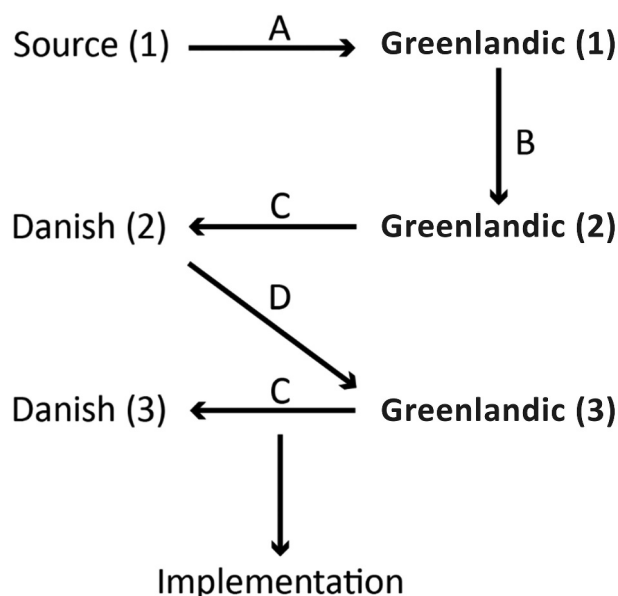 Source (1) A Greenlandic (1)
B
Danish (2) C Greenlandic (2)
D
Danish (3) C Greenlandic (3)
Implementation